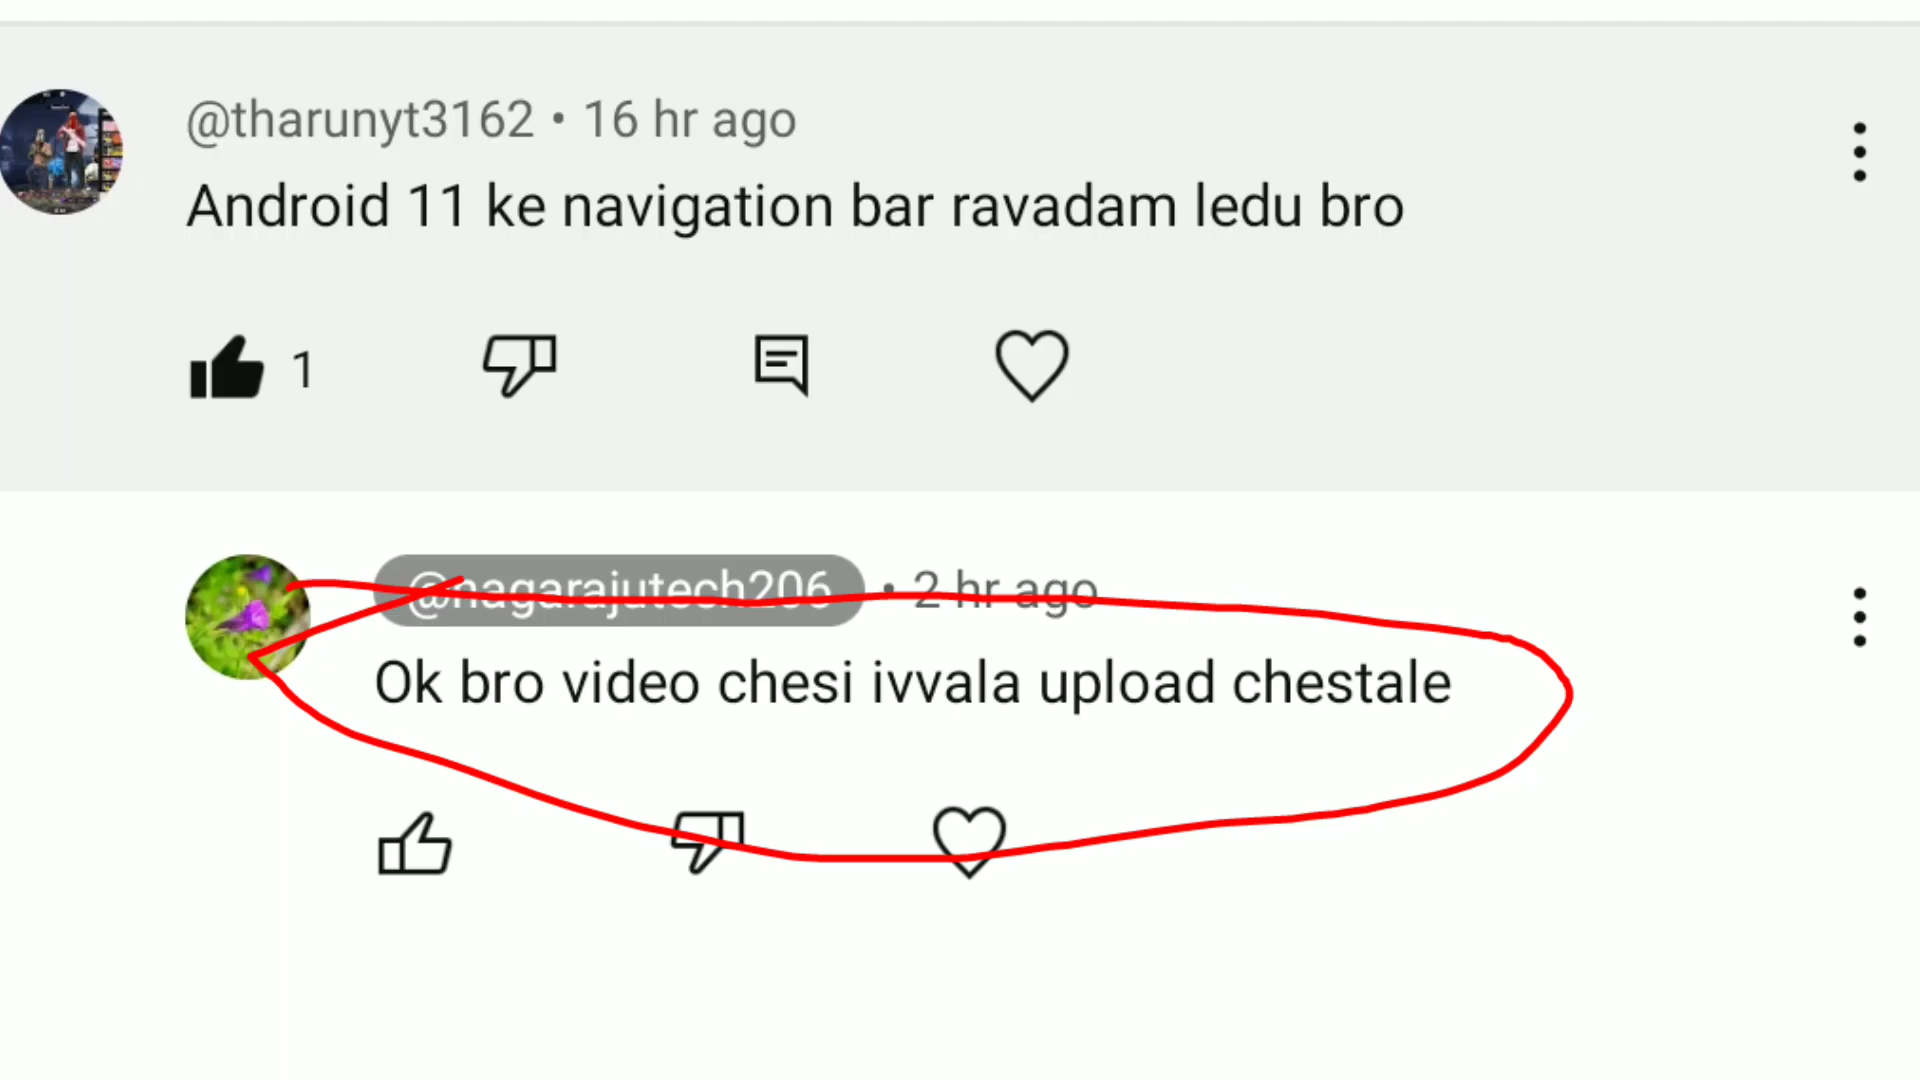 @tharunyt3162 • 16 hr ago
Android 11 ke navigation bar ravadam ledu bro
1
@nagarajutech206 • 2 hr ago
Ok bro video chesi ivvala upload chestale